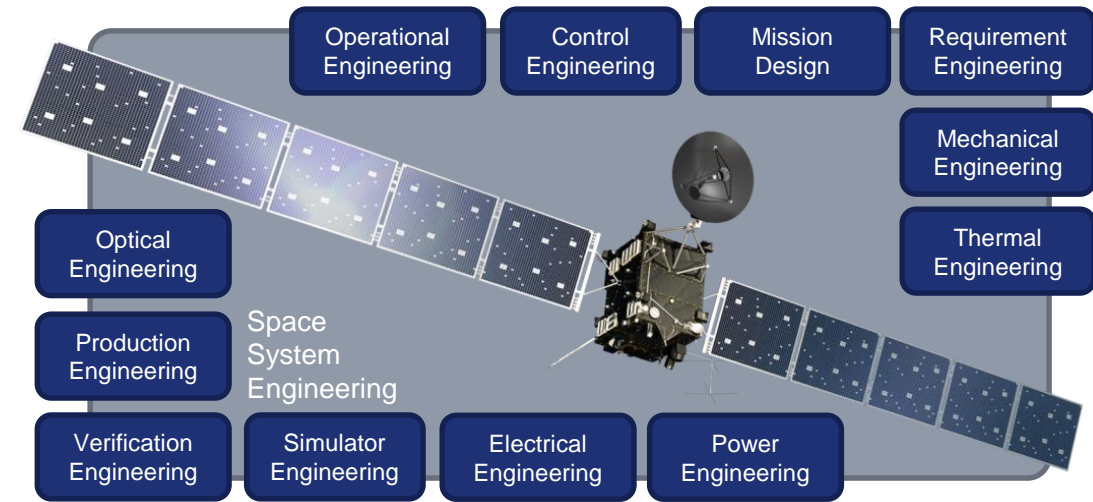 Operational
Engineering
Control
Engineering
Mission
Design
Requirement
Engineering
Mechanical
Engineering
Thermal
Engineering
Optical
Engineering
Production
Engineering
Space
System
Engineering
Verification
Engineering
Simulator
Engineering
Electrical
Engineering
Power
Engineering